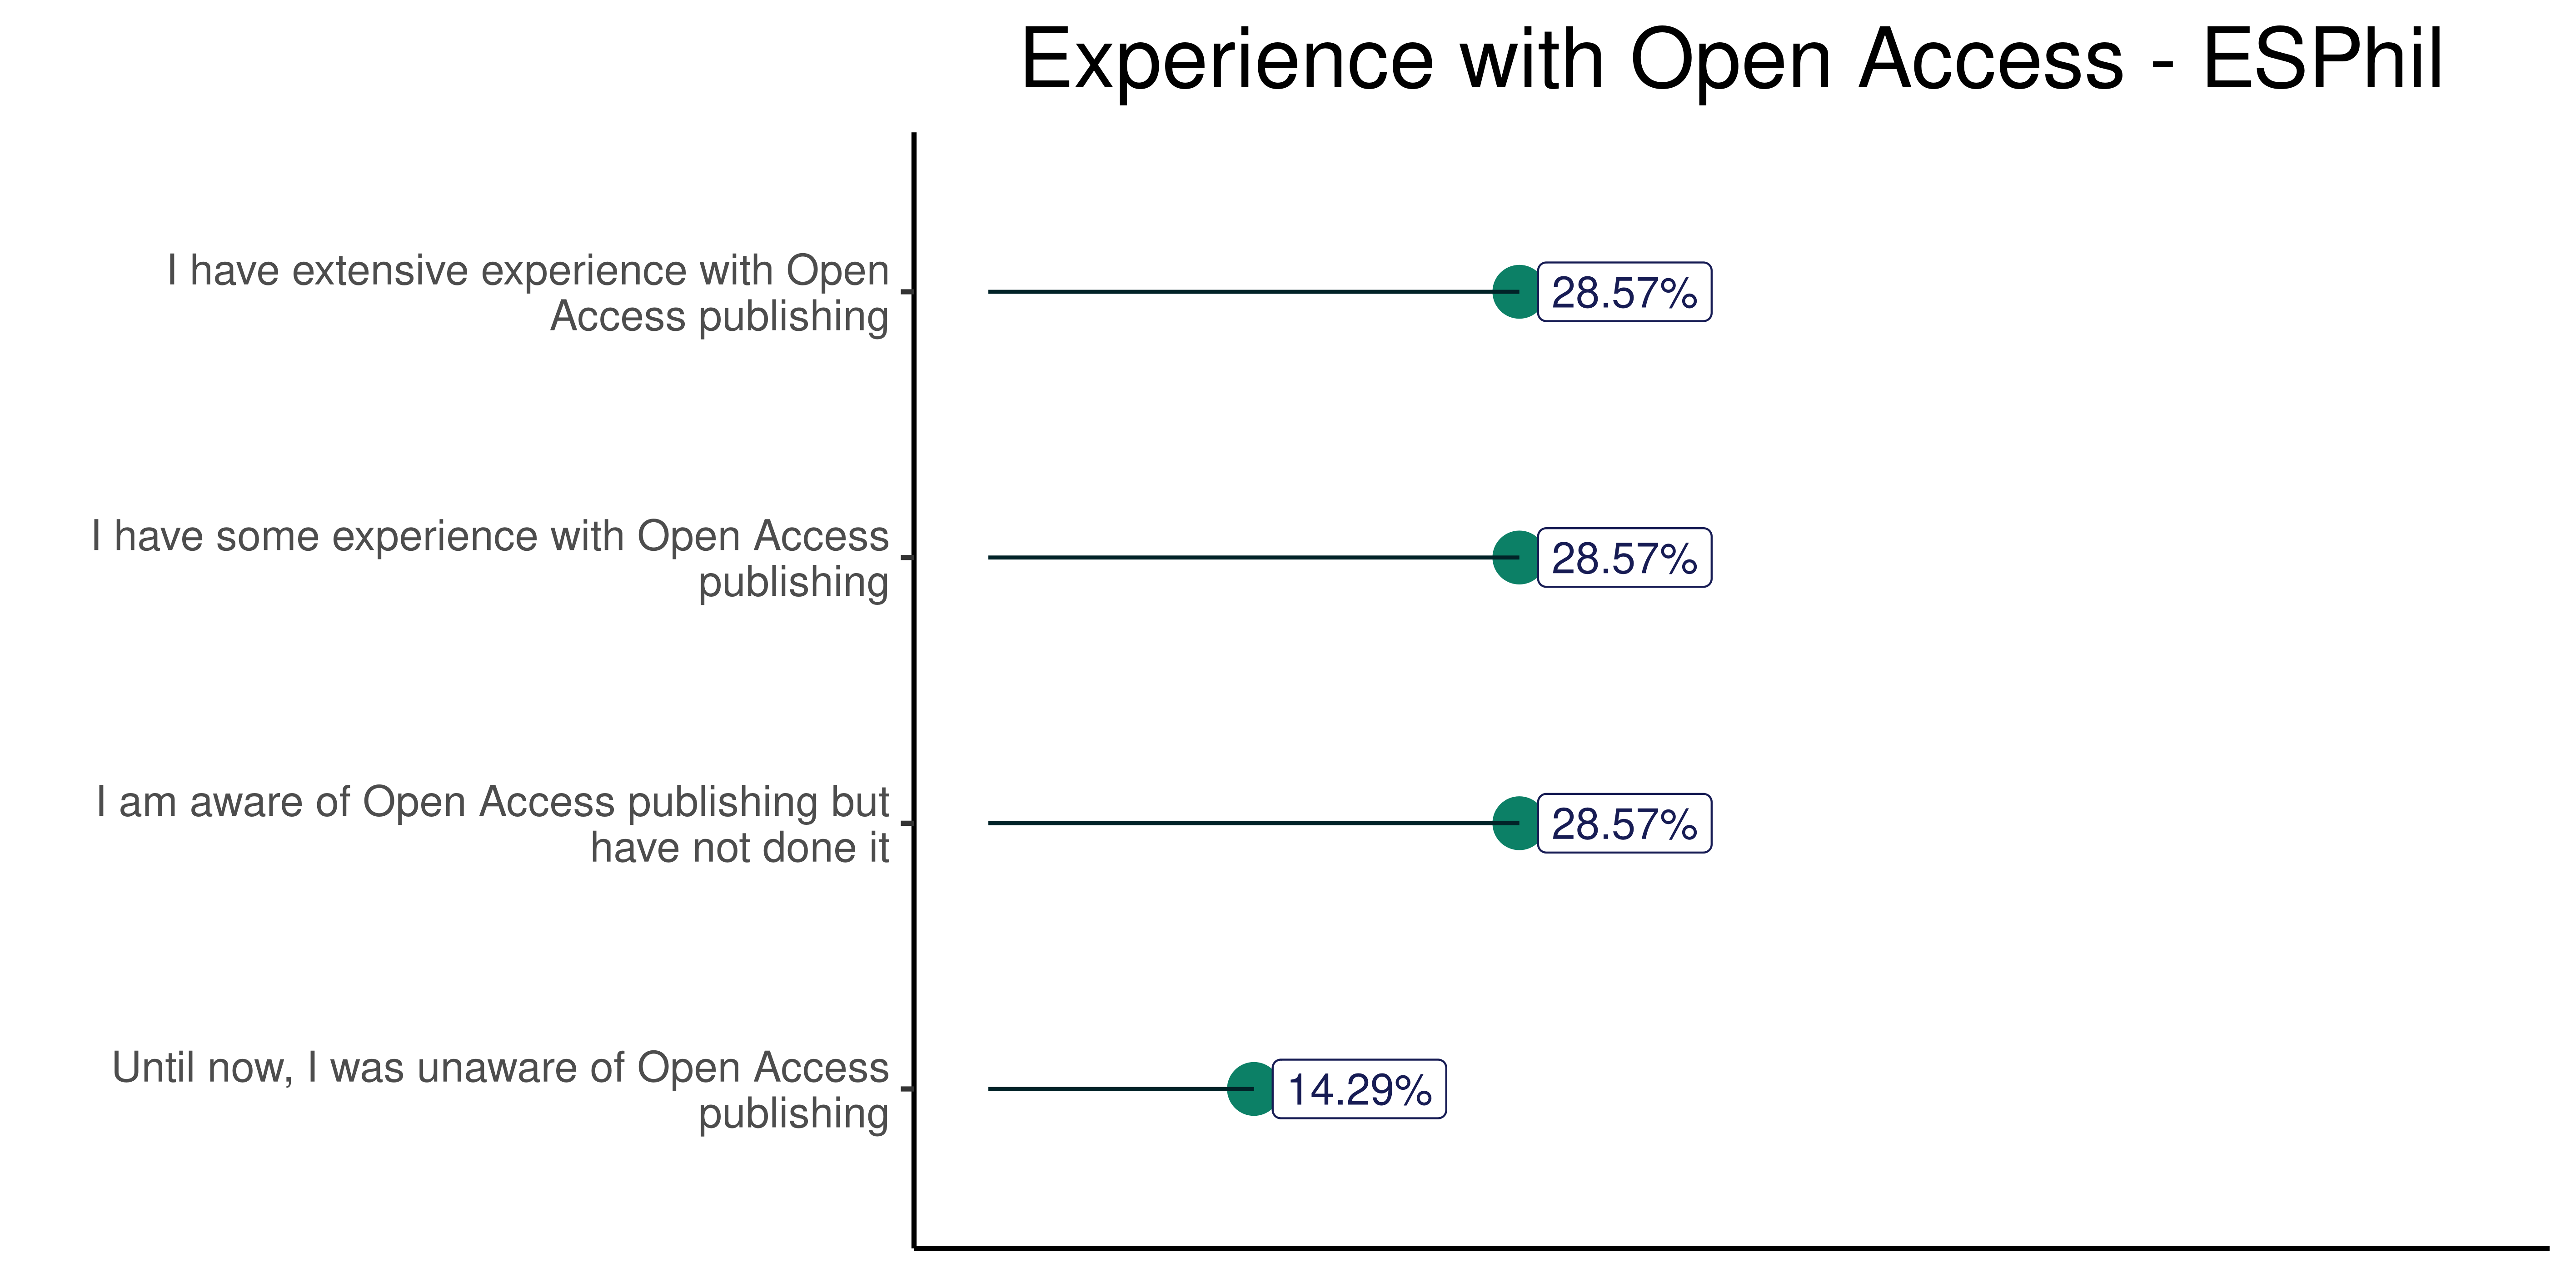 Experience with Open Access - ESPhil
I have extensive experience with Open
Access publishing
28.57%
I have some experience with Open Access
publishing
28.57%
I am aware of Open Access publishing but
have not done it
28.57%
Until now, I was unaware of Open Access
publishing
14.29%